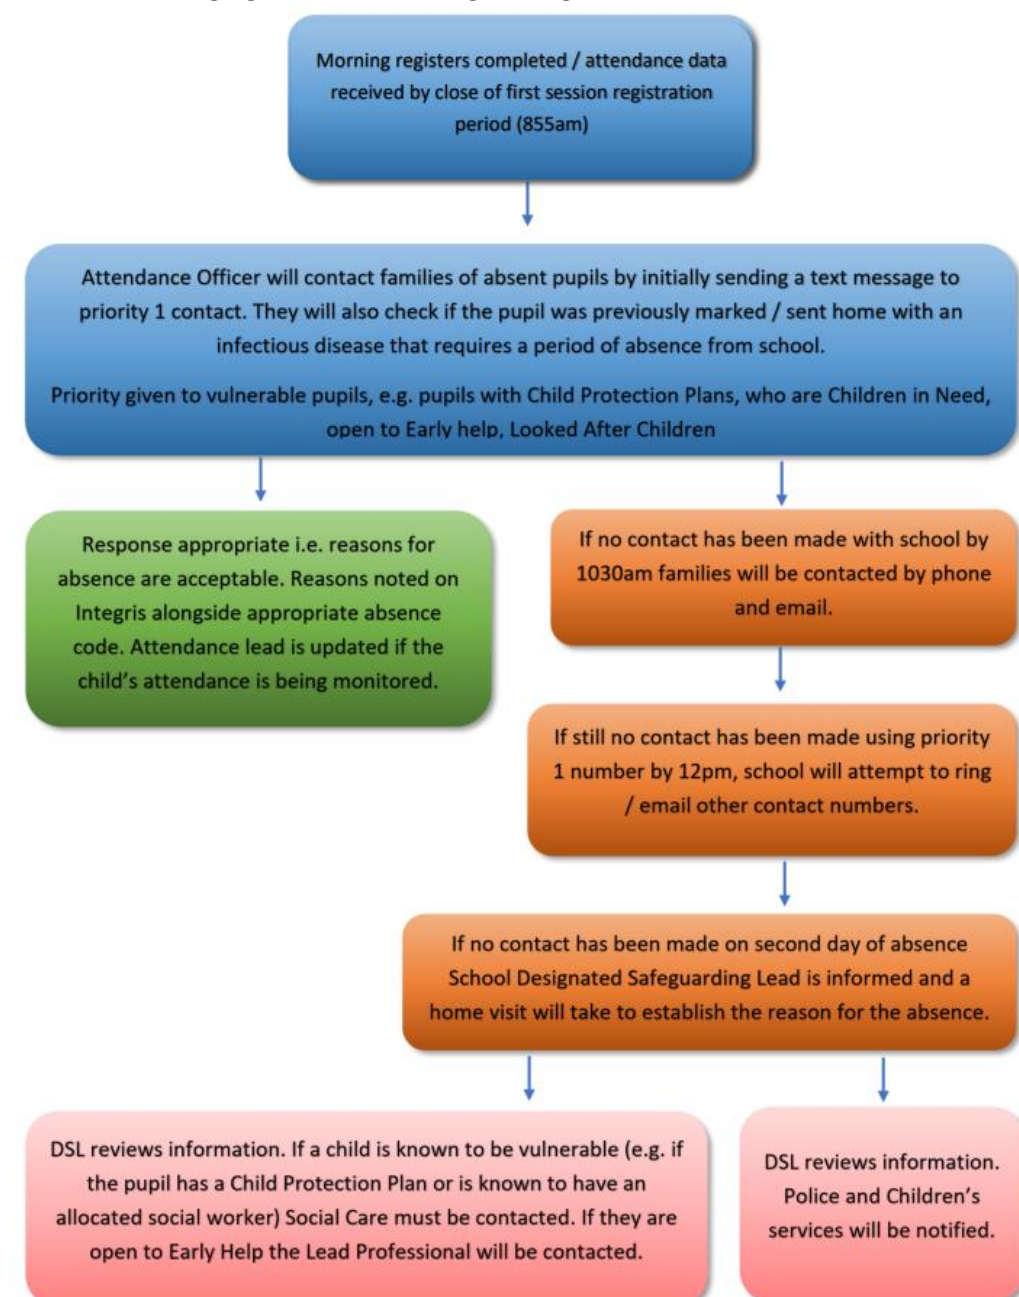 Morning registers completed / attendance data
received by close of first session registration
period (855am)
Attendance Officer will contact families of absent pupils by initially sending a text message to
priority 1 contact. They will also check if the pupil was previously marked / sent home with an
infectious disease that requires a period of absence from school.
Priority given to vulnerable pupils, e.g. pupils with Child Protection Plans, who are Children in Need,
open to Early help, Looked After Children
Response appropriate i.e. reasons for
absence are acceptable. Reasons noted on
Integris alongside appropriate absence
code. Attendance lead is updated if the
child's attendance is being monitored.
If no contact has been made with school by
1030am families will be contacted by phone
and email.
If still no contact has been made using priority
1 number by 12pm, school will attempt to ring
/ email other contact numbers.
If no contact has been made on second day of absence
School Designated Safeguarding Lead is informed and a
home visit will take to establish the reason for the absence.
DSL reviews information. If a child is known to be vulnerable (e.g. if
the pupil has a Child Protection Plan or is known to have an
allocated social worker) Social Care must be contacted. If they are
open to Early Help the Lead Professional will be contacted.
DSL reviews information.
Police and Children's
services will be notified.